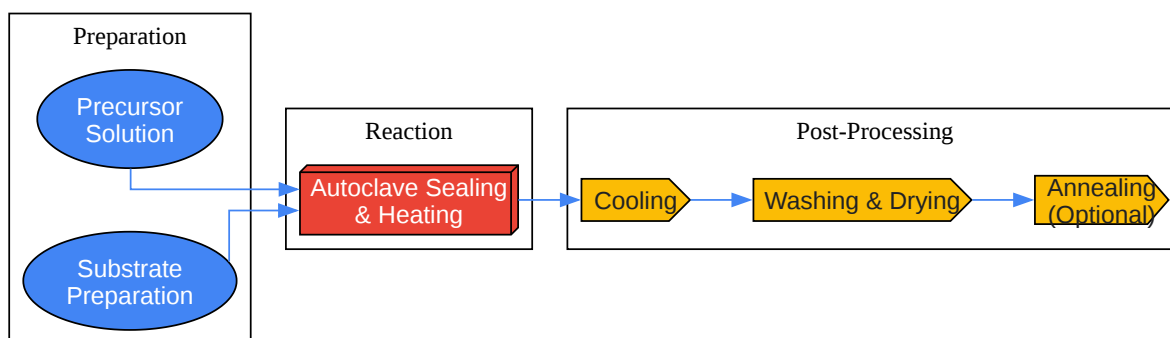 Preparation
Precursor
Solution
Substrate
Preparation
Reaction
Autoclave Sealing
& Heating
Post-Processing
Cooling
Washing & Drying
Annealing
(Optional)